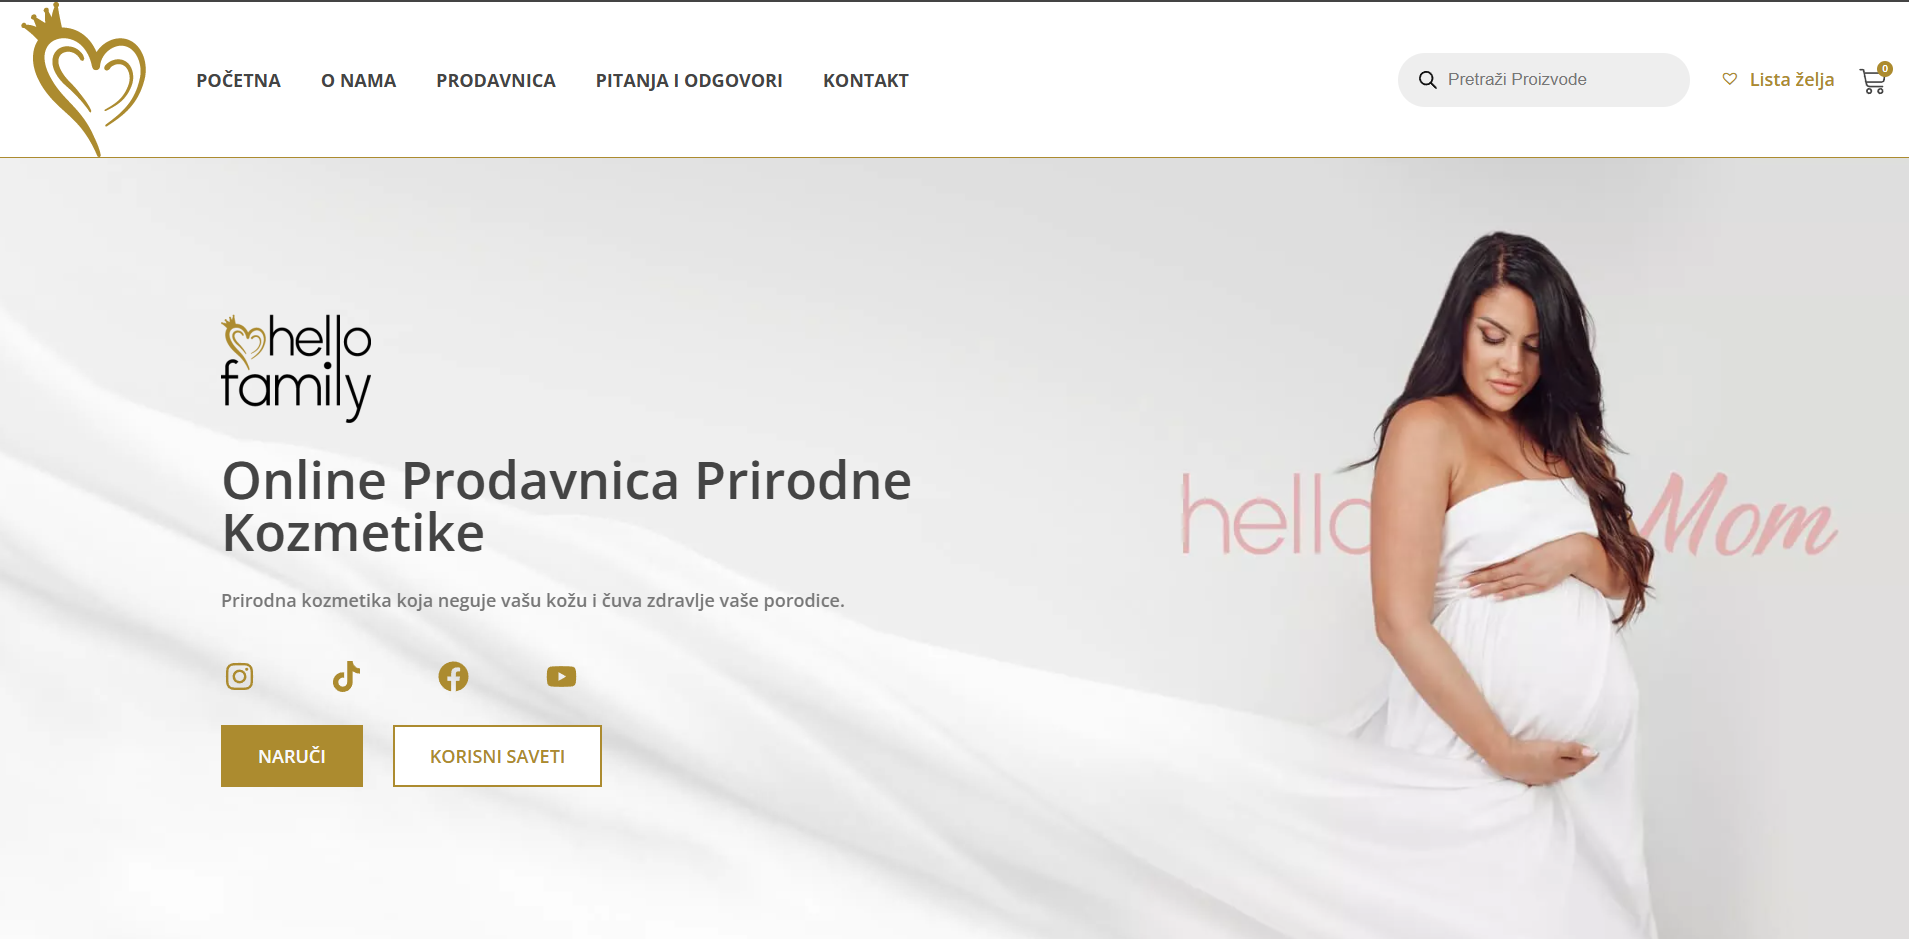 POČETNA
O NAMA
PRODAVNICA
PITANJA I ODGOVORI
KONTAKT
Pretraži Proizvode
Lista želja
0
hello
family
Online Prodavnica Prirodne
Kozmetike
hello Mom
Prirodna kozmetika koja neguje vašu kožu i čuva zdravlje vaše porodice.
NARUČI
KORISNI SAVETI